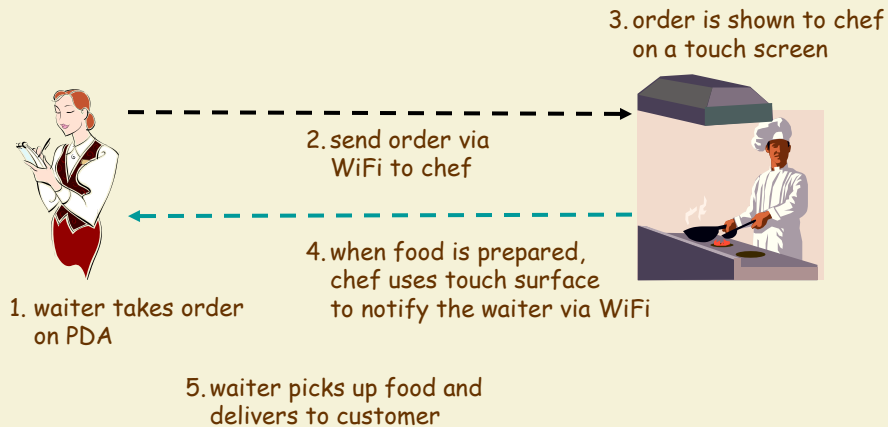 3. order is shown to chef
on a touch screen
2. send order via
WiFi to chef
4. when food is prepared,
chef uses touch surface
to notify the waiter via WiFi
1. waiter takes order
on PDA
5. waiter picks up food and
delivers to customer